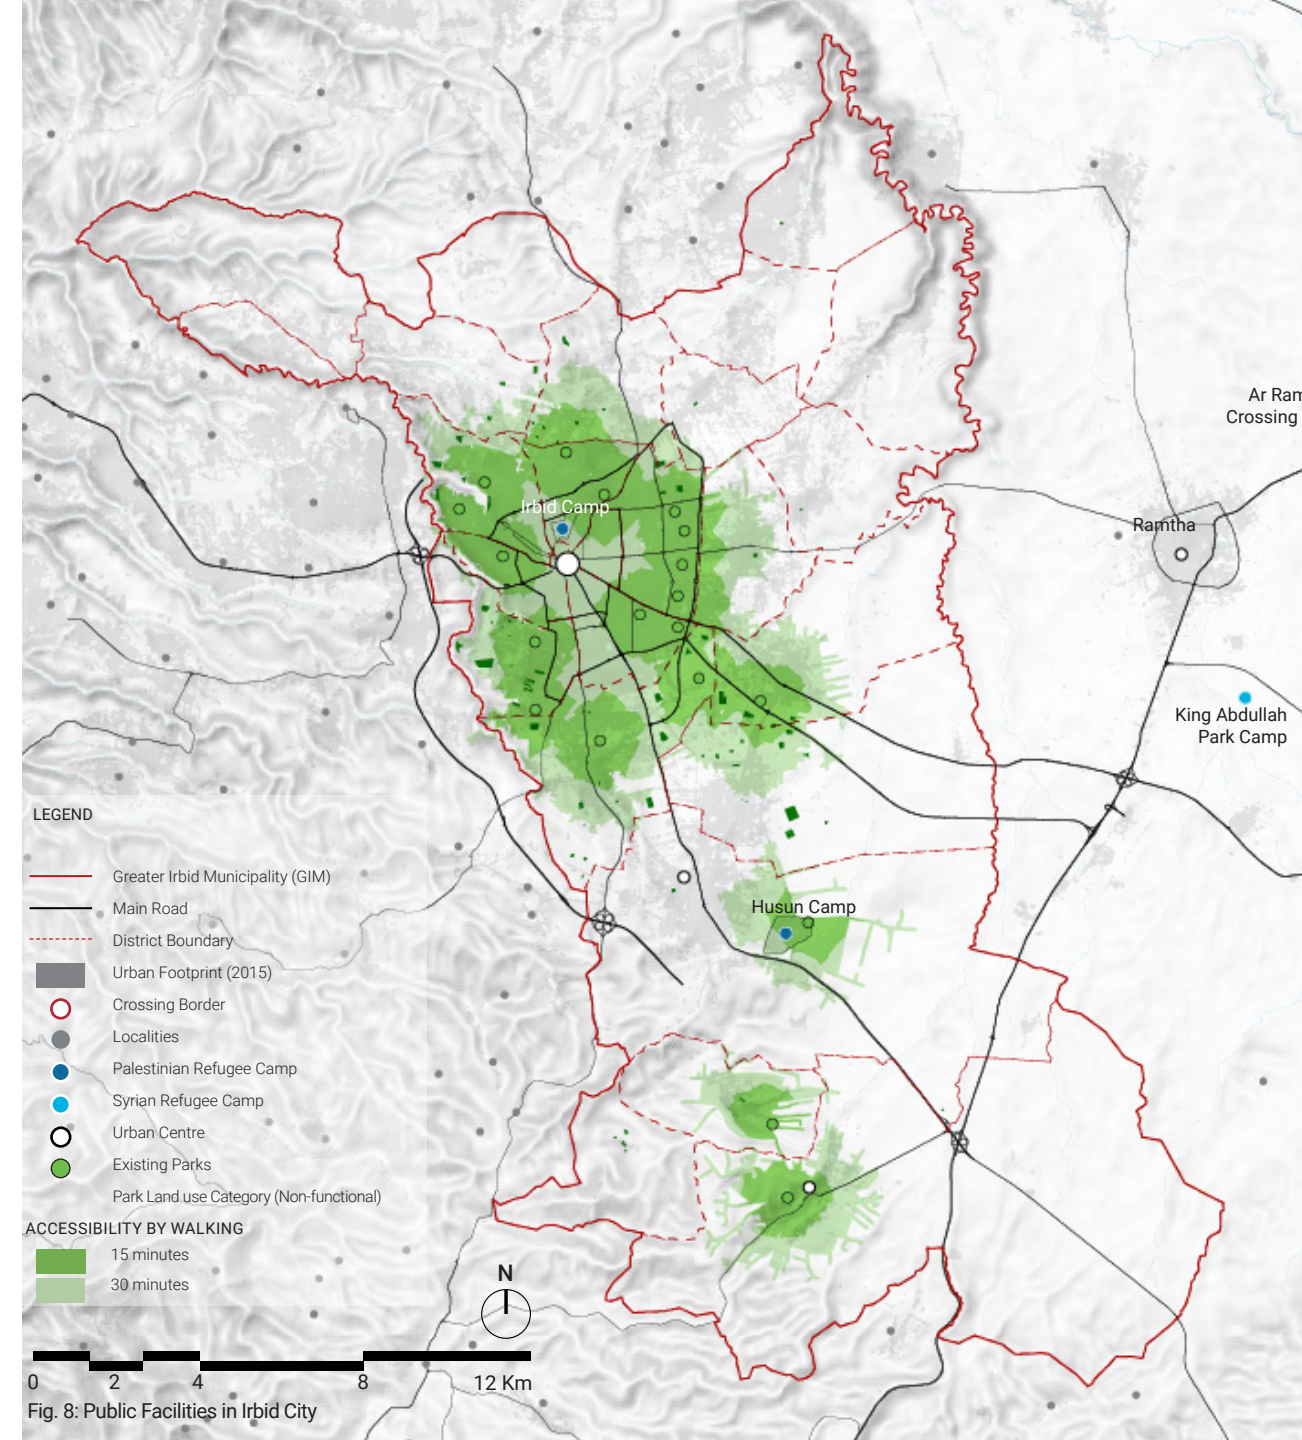 Ar Ram
Crossing
Irbid Camp
Ramtha
King Abdullah
Park Camp
Husun Camp
LEGEND
Greater Irbid Municipality (GIM)
Main Road
District Boundary
Urban Footprint (2015)
Crossing Border
Localities
Palestinian Refugee Camp
Syrian Refugee Camp
Urban Centre
Existing Parks
Park Land use Category (Non-functional)
ACCESSIBILITY BY WALKING
15 minutes
30 minutes
N
0 2 4 8 12 Km
Fig. 8: Public Facilities in Irbid City